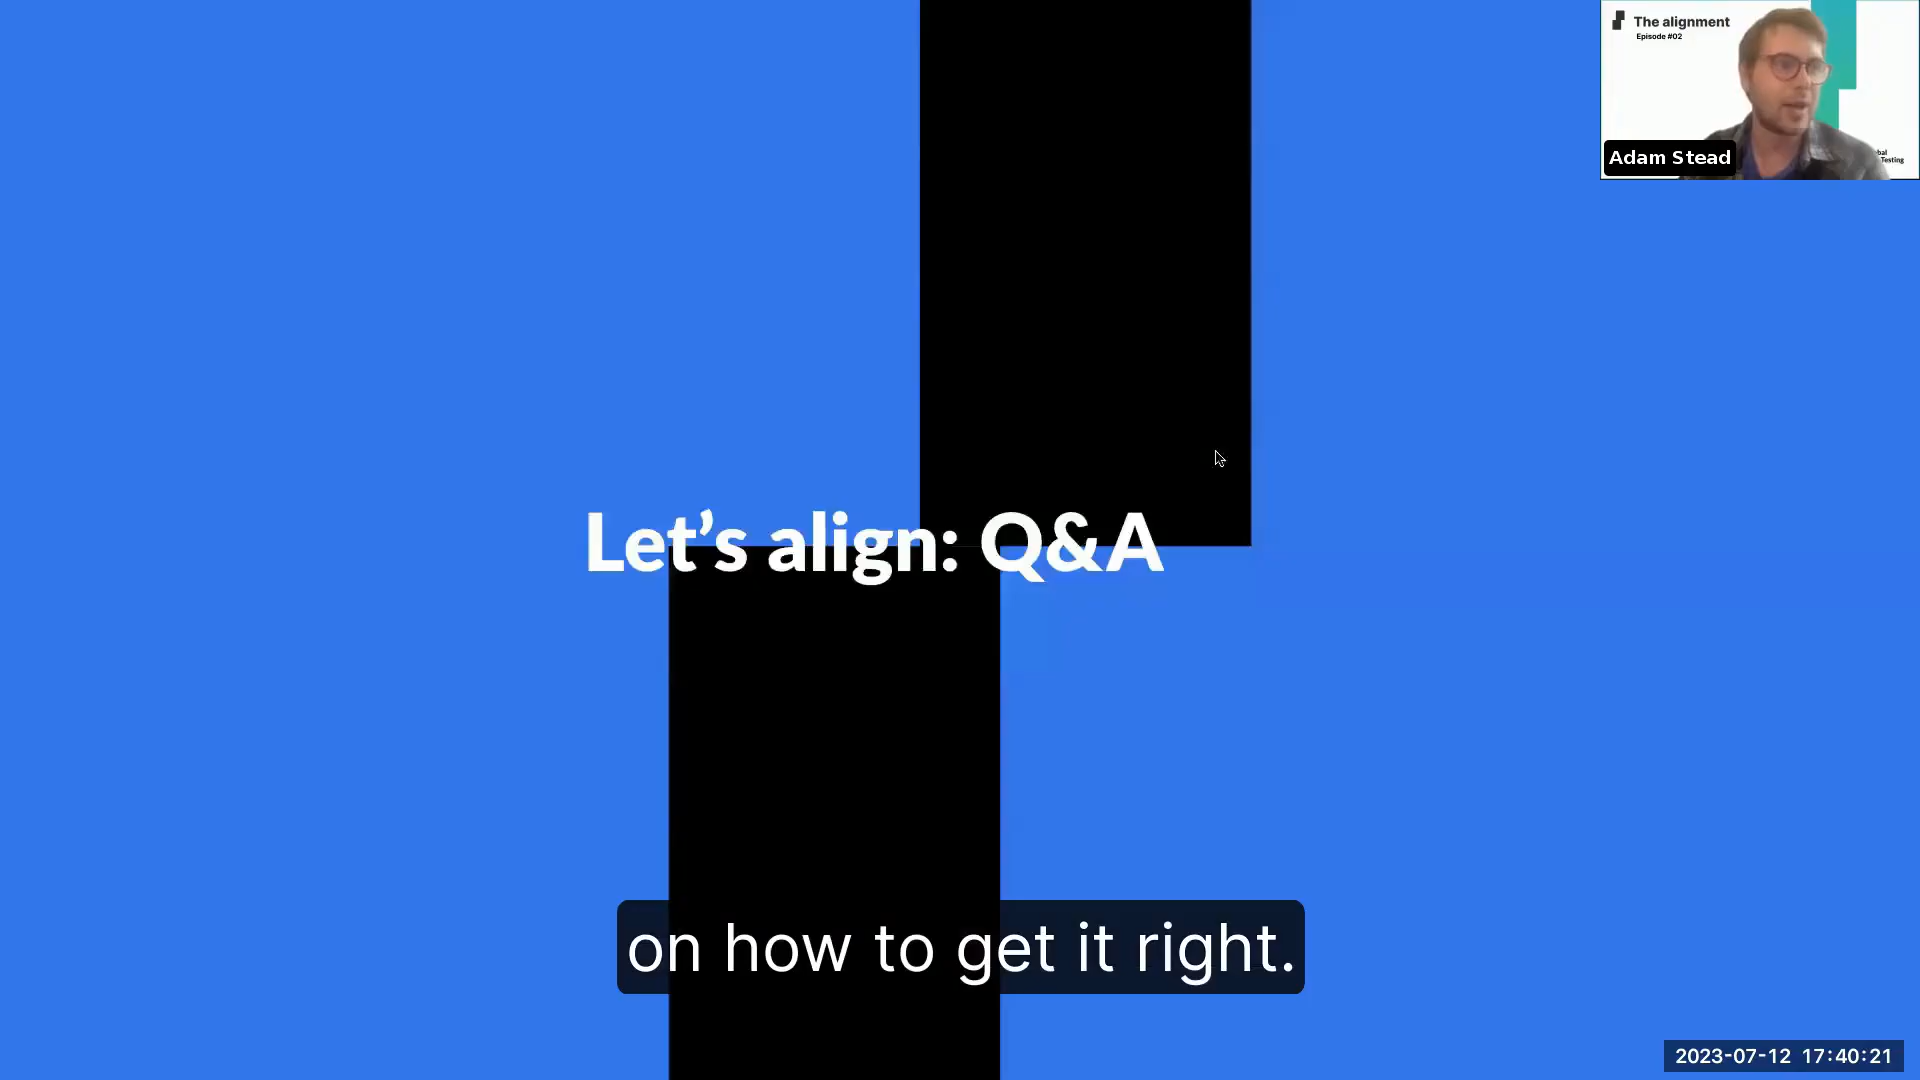 The alignment
Episode #02
Adam Stead
Testing
Let’s align: Q&A
on how to get it right.
2023-07-12 17:40:21